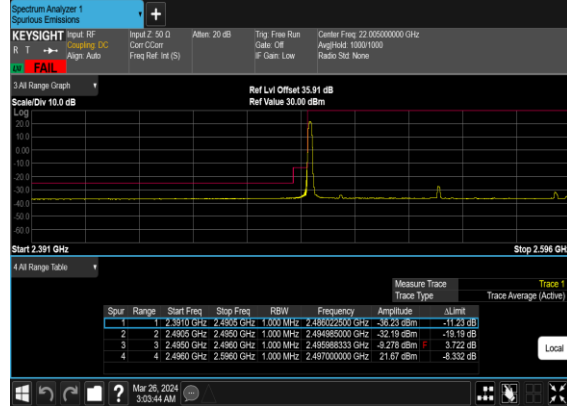 Spectrum Analyzer 1
Spurious Emissions
+
KEYSIGHT Input: RF Input Z: 50 Ω Atten: 20 dB Trig: Free Run Center Freq: 22.005000000 GHz
R T Coupling: DC Corr CCorr Gate: Off Avg|Hold: 1000/1000
Align: Auto Freq Ref: Int (S) IF Gain: Low Radio Std: None
FAIL
3 All Range Graph
Ref Lvl Offset 35.91 dB
Scale/Div 10.0 dB Ref Value 30.00 dBm
Log
20.0
10.0
0.00
-10.0
-20.0
-30.0
-40.0
-50.0
-60.0
Start 2.391 GHz Stop 2.596 GH
4 All Range Table
Measure Trace Trace 1
Trace Type Trace Average (Active)
Spur Range Start Freq Stop Freq RBW Frequency Amplitude ΔLimit
1 1 2.3910 GHz 2.4905 GHz 1.000 MHz 2.486022500 GHz -36.23 dBm -11.23 dB
2 2 2.4905 GHz 2.4950 GHz 1.000 MHz 2.494985000 GHz -32.19 dBm -19.19 dB
3 3 2.4950 GHz 2.4960 GHz 1.000 MHz 2.495988333 GHz -9.278 dBm F 3.722 dB
4 4 2.4960 GHz 2.5960 GHz 1.000 MHz 2.497000000 GHz 21.67 dBm -8.332 dB
Local
? Mar 26, 2024
3:03:44 AM